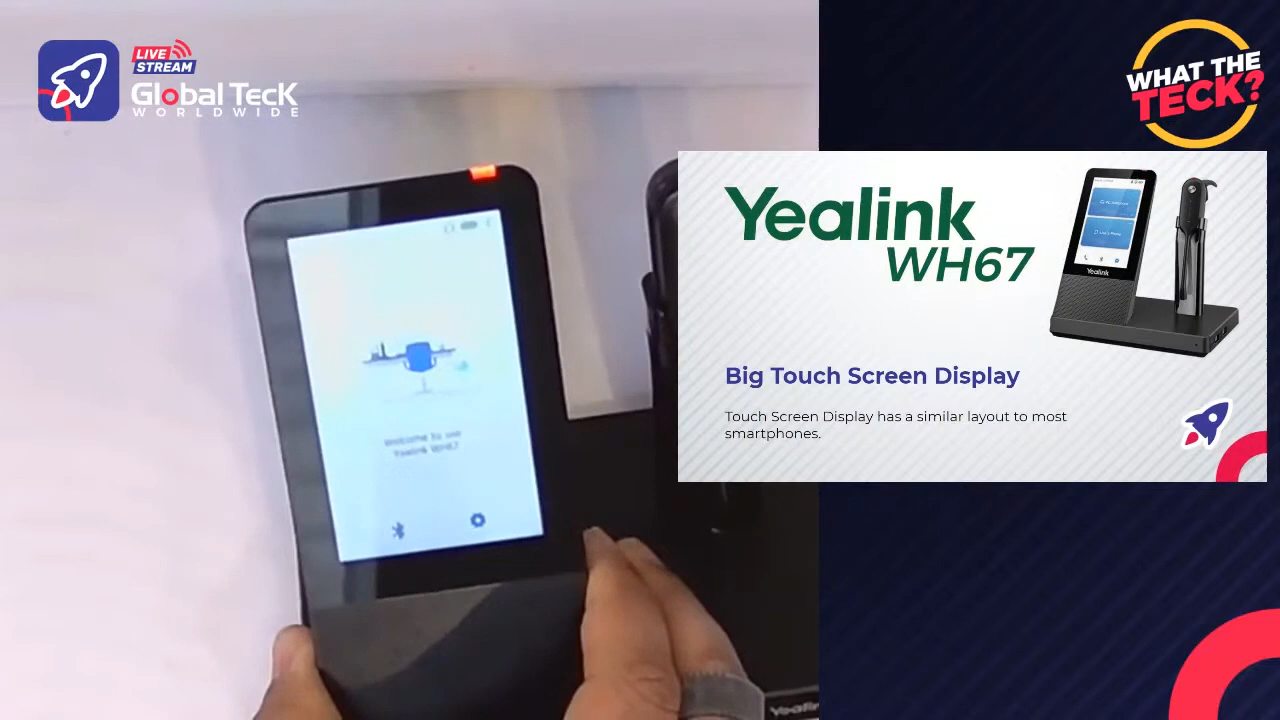 LIVE
STREAM
Global TecK
WORLDWIDE
WHAT THE
TECK?
Yealink
WH67
Yealink
Big Touch Screen Display
Touch Screen Display has a similar layout to most
smartphones.
Welcome to use
Yealink WH67
Yealink